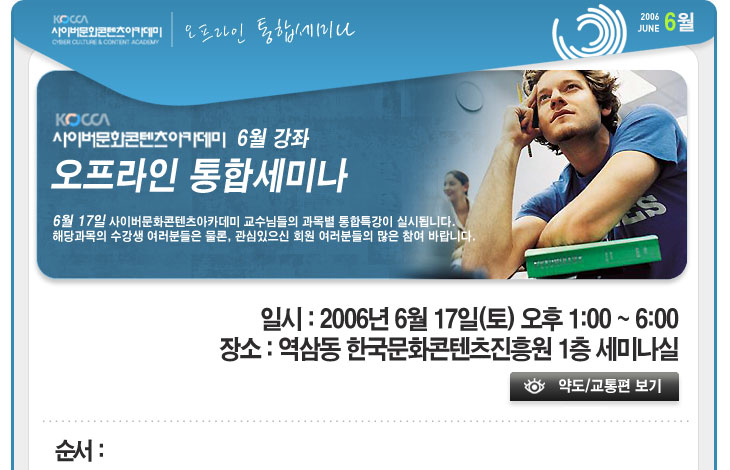 KOCCA
사이버문화콘텐츠아카데미
CYBER CULTURE & CONTENT ACADEMY
오프라인 통합세미나
2006
JUNE 6월
KOCCA
사이버문화콘텐츠아카데미 6월 강좌
오프라인 통합세미나
6월 17일 사이버문화콘텐츠아카데미 교수님들의 과목별 통합특강이 실시됩니다.
해당과목의 수강생 여러분들은 물론, 관심있으신 회원 여러분들의 많은 참여 바랍니다.
일시 : 2006년 6월 17일(토) 오후 1:00 ~ 6:00
장소 : 역삼동 한국문화콘텐츠진흥원 1층 세미나실
약도/교통편 보기
순서 :